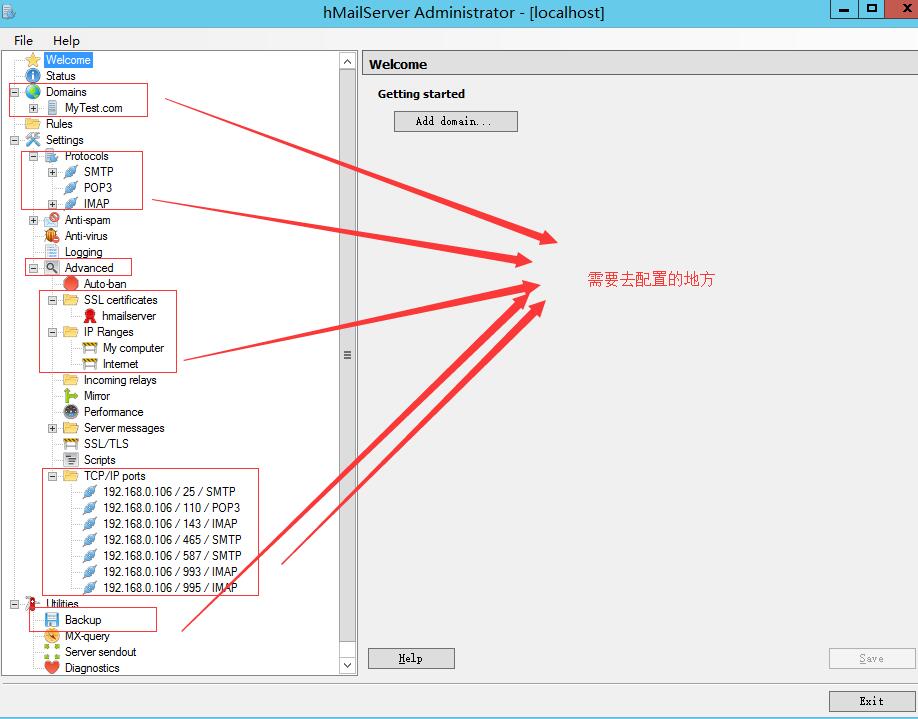 hMailServer Administrator - [localhost]
File Help
Welcome
Status
Domains
MyTest.com
Rules
Settings
Protocols
SMTP
POP3
IMAP
Anti-spam
Anti-virus
Logging
Advanced
Auto-ban
SSL certificates
hmailserver
IP Ranges
My computer
Internet
Incoming relays
Mirror
Performance
Server messages
SSL/TLS
Scripts
TCP/IP ports
192.168.0.106 / 25 / SMTP
192.168.0.106 / 110 / POP3
192.168.0.106 / 143 / IMAP
192.168.0.106 / 465 / SMTP
192.168.0.106 / 587 / SMTP
192.168.0.106 / 993 / IMAP
192.168.0.106 / 995 / IMAP
Utilities
Backup
MX-query
Server sendout
Diagnostics
Welcome
Getting started
Add domain...
需要去配置的地方
Help
Save
Exit